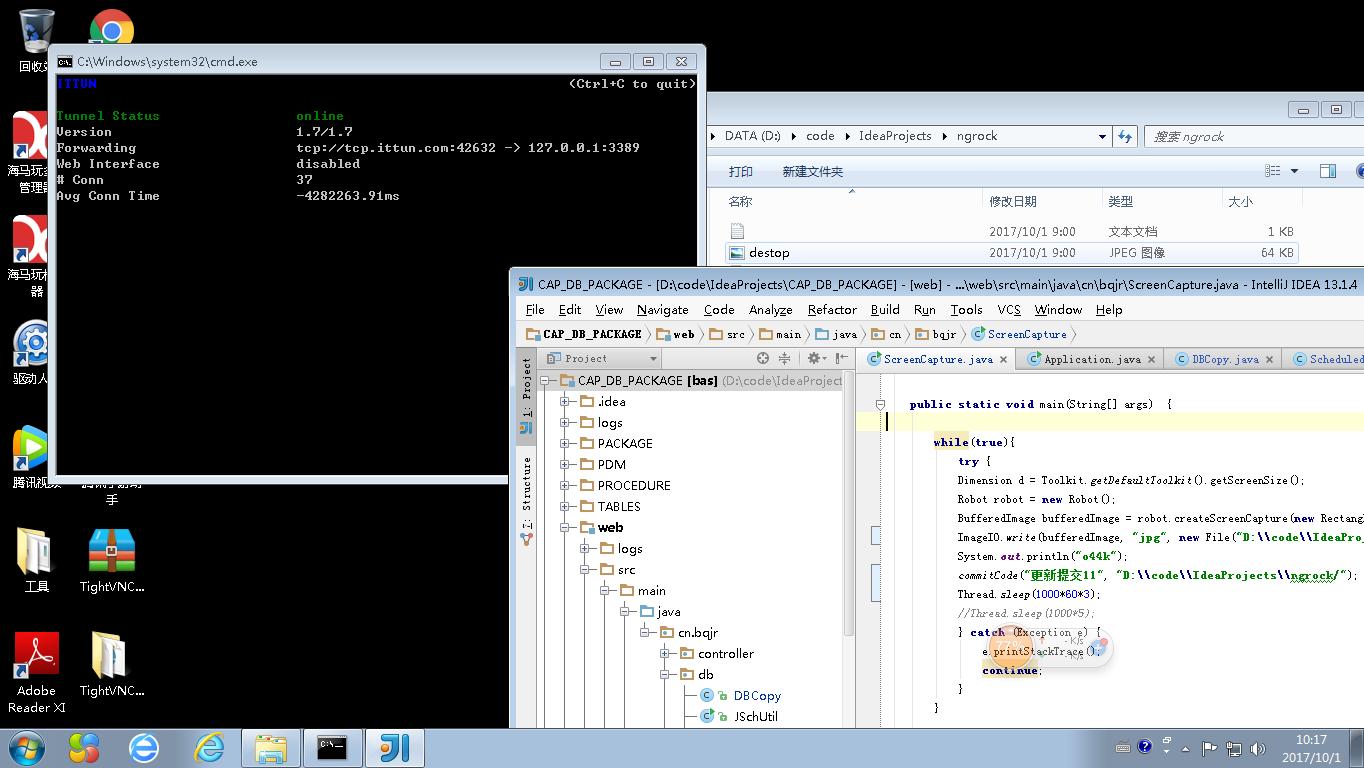 回收
海马玩
管理器
海马玩
器
驱动人
腾讯视频
手
工具
TightVNC...
Adobe
Reader XI
TightVNC...
C:\Windows\system32\cmd.exe
ITTUN (Ctrl+C to quit)
Tunnel Status online
Version 1.7/1.7
Forwarding tcp://tcp.ittun.com:42632 -> 127.0.0.1:3389
Web Interface disabled
# Conn 37
Avg Conn Time -4282263.91ms
DATA (D:) code IdeaProjects ngrock 搜索 ngrock
打印 新建文件夹
名称 修改日期 类型 大小
2017/10/1 9:00 文本文档 1 KB
destop 2017/10/1 9:00 JPEG 图像 64 KB
CAP_DB_PACKAGE - [D:\code\IdeaProjects\CAP_DB_PACKAGE] - [web] - ...\web\src\main\java\cn\bqjr\ScreenCapture.java - IntelliJ IDEA 13.1.4
File Edit View Navigate Code Analyze Refactor Build Run Tools VCS Window Help
CAP_DB_PACKAGE web src main java cn bqjr ScreenCapture
1: Project
7: Structure
Project
CAP_DB_PACKAGE [bas] (D:\code\IdeaProject
.idea
logs
PACKAGE
PDM
PROCEDURE
TABLES
web
logs
src
main
java
cn.bqjr
controller
db
DBCopy
JSchUtil
ScreenCapture.java Application.java DBCopy.java Scheduled
public static void main(String[] args) {
while(true){
try {
Dimension d = Toolkit.getDefaultToolkit().getScreenSize();
Robot robot = new Robot();
BufferedImage bufferedImage = robot.createScreenCapture(new Rectang
ImageIO.write(bufferedImage, "jpg", new File("D:\\code\\IdeaPro
System.out.println("o44k");
commitCode("更新提交11", "D:\\code\\IdeaProjects\\ngrock/");
Thread.sleep(1000*60*3);
//Thread.sleep(1000*5);
} catch (Exception e) {
e.printStackTrace();
continue;
}
}
77%
- K/s
- K/s
10:17
2017/10/1